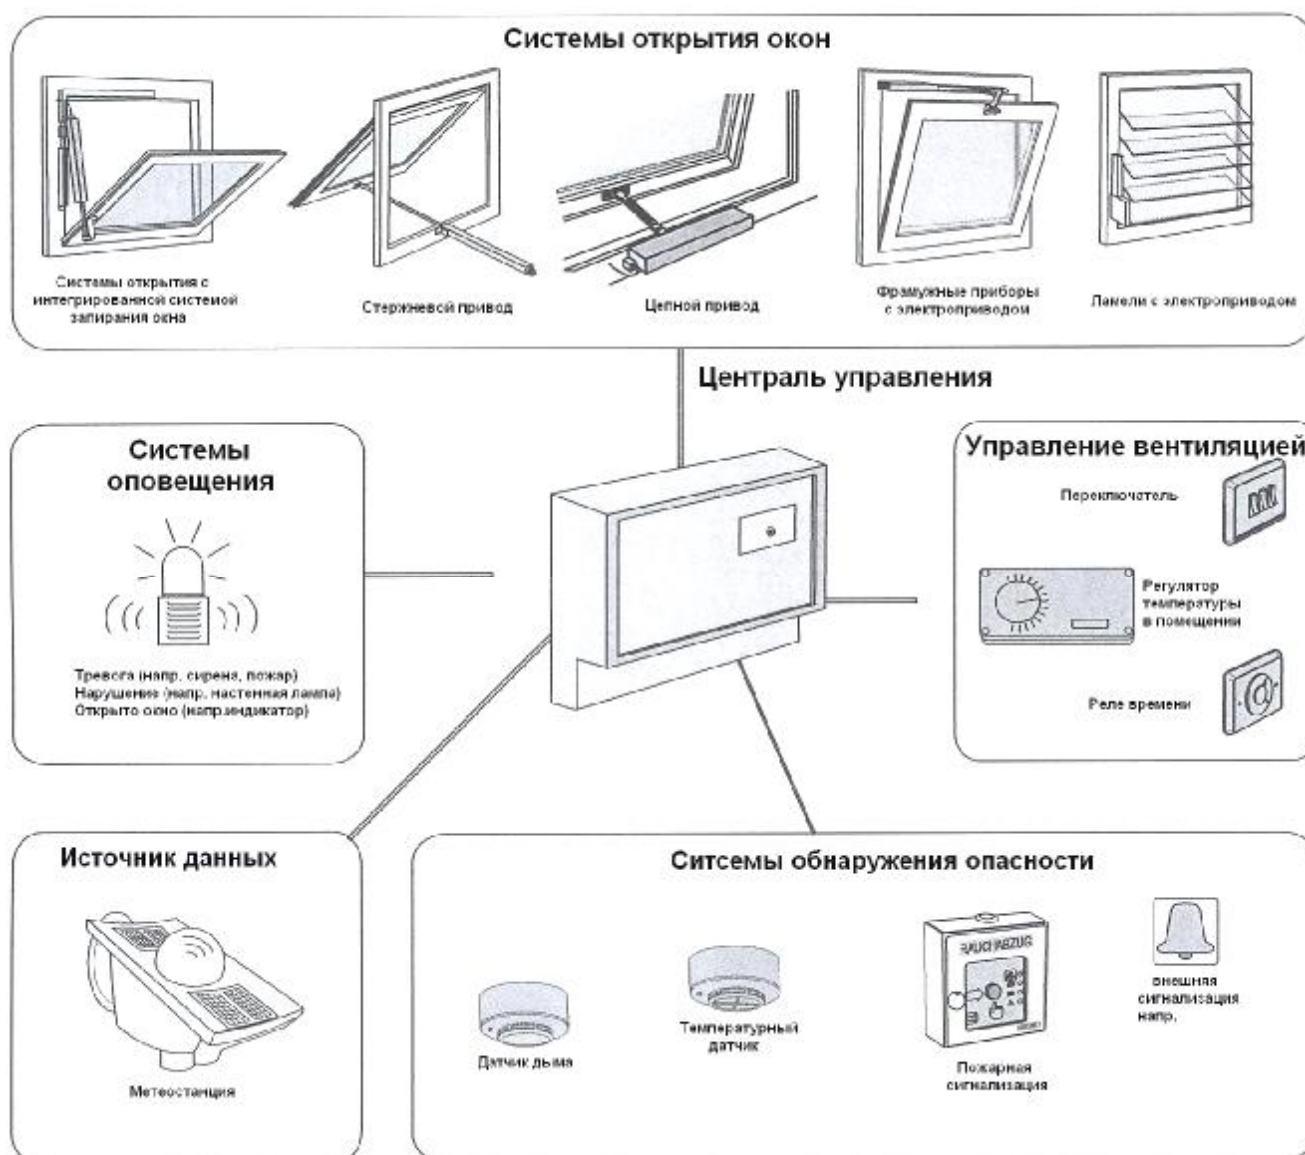 Системы открытия окон
Системы открытия с
интегрированной системой
запирания окна
Стержневой привод
Цепной привод
Фрамужные приборы
с электроприводом
Ламели с электроприводом
Централь управления
Системы
оповещения
Тревога (напр. сирена, пожар)
Нарушение (напр. настенная лампа)
Открыто окно (напр.индикатор)
Управление вентиляцией
Переключатель
Регулятор
температуры
в помещении
Реле времени
Источник данных
Метеостанция
Ситсемы обнаружения опасности
Датчик дыма
Температурный
датчик
RAUCHABZUG
Пожарная
сигнализация
внешняя
сигнализация
напр.